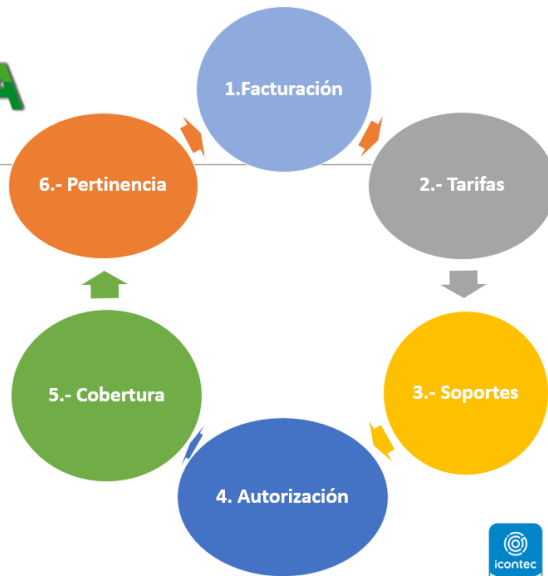 A
1.Facturación
2.- Tarifas
3.- Soportes
4. Autorización
5.- Cobertura
6.- Pertinencia
icontec